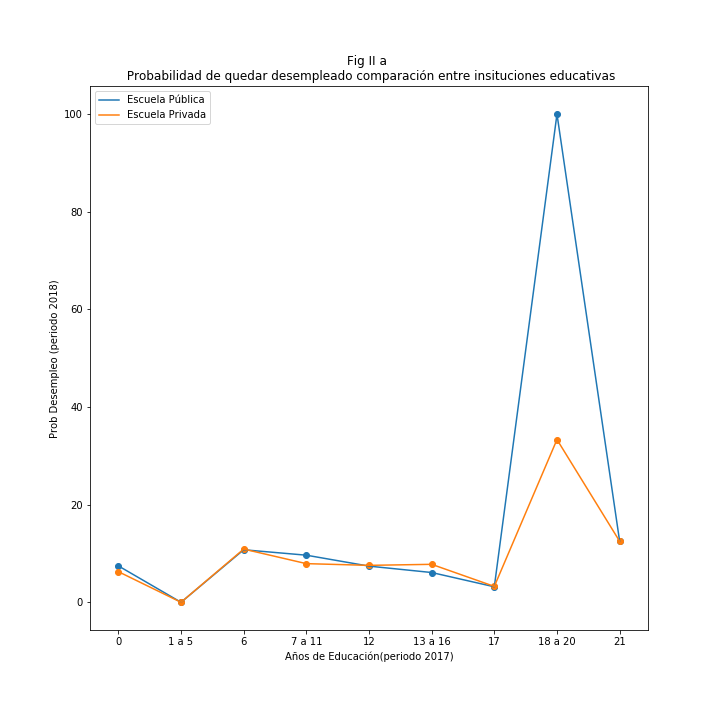 Fig II a
Probabilidad de quedar desempleado comparación entre insituciones educativas
Escuela Pública
Escuela Privada
100
80
60
40
20
0
Prob Desempleo (periodo 2018)
0 1 a 5 6 7 a 11 12 13 a 16 17 18 a 20 21
Años de Educación(periodo 2017)